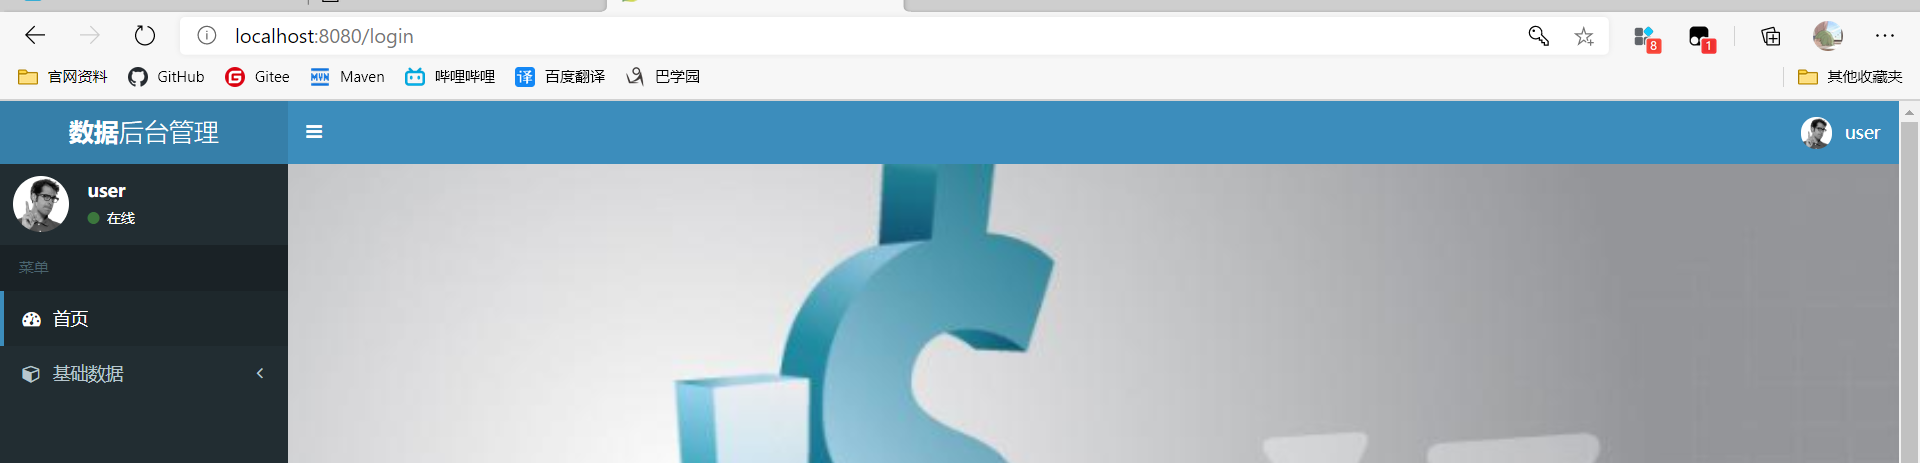 localhost:8080/login
8
1
官网资料 GitHub Gitee MVN Maven 哔哩哔哩 译 百度翻译 巴学园 其他收藏夹
数据后台管理
user
user
在线
菜单
首页
基础数据